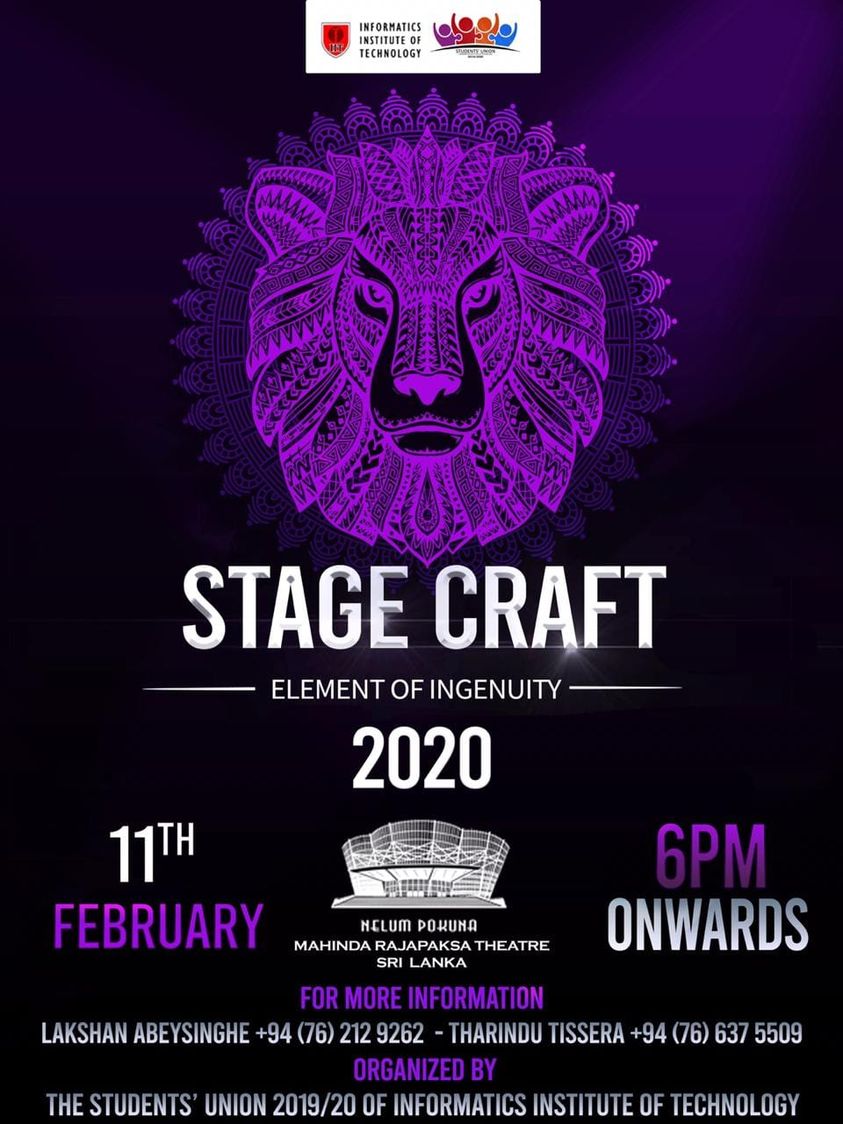 INFORMATICS
INSTITUTE OF
TECHNOLOGY
IIT
STUDENTS' UNION
STAGE CRAFT
ELEMENT OF INGENUITY
2020
11TH
FEBRUARY
NELUM POKUNA
MAHINDA RAJAPAKSA THEATRE
SRI LANKA
6PM
ONWARDS
FOR MORE INFORMATION
LAKSHAN ABEYSINGHE +94 (76) 212 9262 - THARINDU TISSERA +94 (76) 637 5509
ORGANIZED BY
THE STUDENTS' UNION 2019/20 OF INFORMATICS INSTITUTE OF TECHNOLOGY